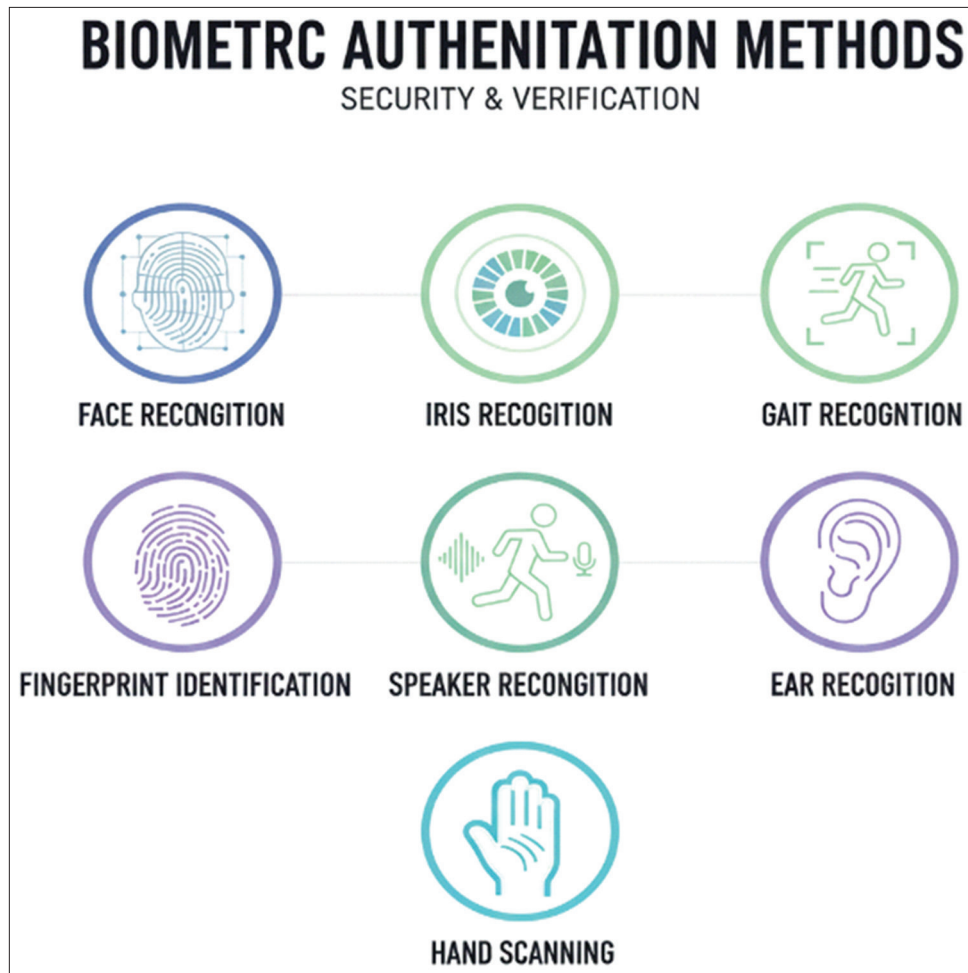 BIOMETRC AUTHENITATION METHODS
SECURITY & VERIFICATION
FACE RECONGITION
IRIS RECOGITION
GAIT RECOGNTION
FINGERPRINT IDENTIFICATION
SPEAKER RECONGITION
EAR RECOGITION
HAND SCANNING